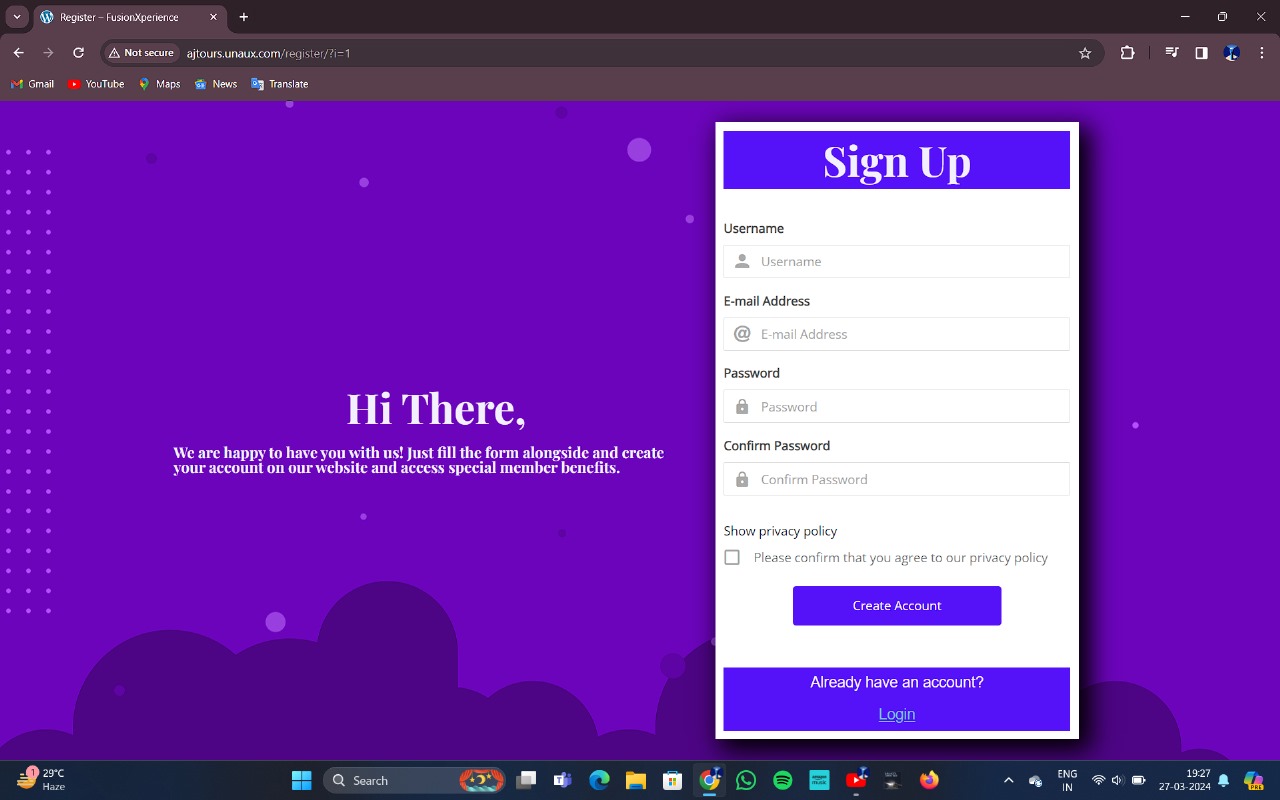 Register – FusionXperience
Not secure
ajtours.unaux.com/register/?i=1
Gmail
YouTube
Maps
News
Translate
Sign Up
Username
Username
E-mail Address
@ E-mail Address
Password
Password
Confirm Password
Confirm Password
Show privacy policy
Please confirm that you agree to our privacy policy
Create Account
Already have an account?
Login
Hi There,
We are happy to have you with us! Just fill the form alongside and create
your account on our website and access special member benefits.
1
29°C
Haze
Search
ENG
IN
19:27
27-03-2024
PRE